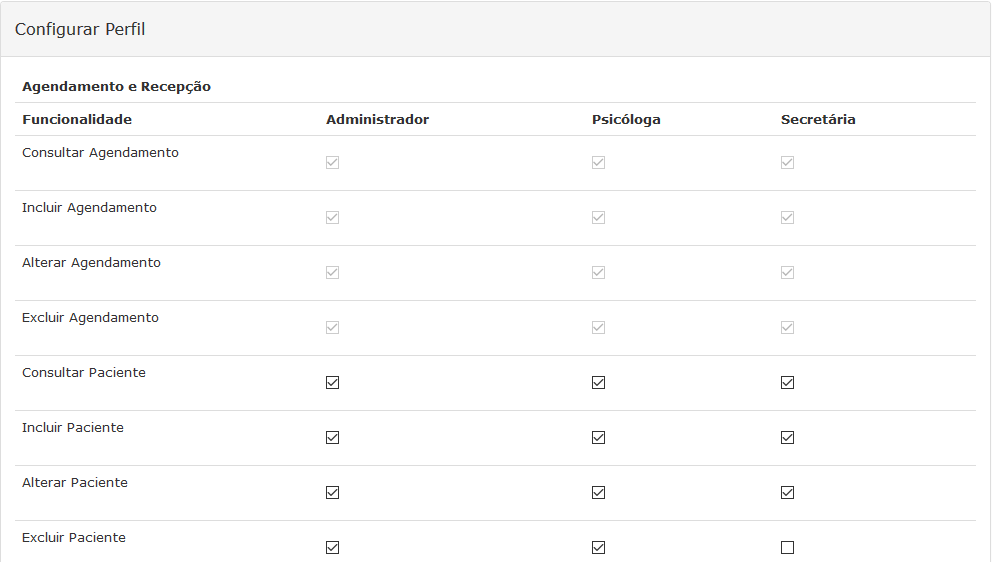 Configurar Perfil
Agendamento e Recepção
Funcionalidade Administrador Psicóloga Secretária
Consultar Agendamento
Incluir Agendamento
Alterar Agendamento
Excluir Agendamento
Consultar Paciente
Incluir Paciente
Alterar Paciente
Excluir Paciente